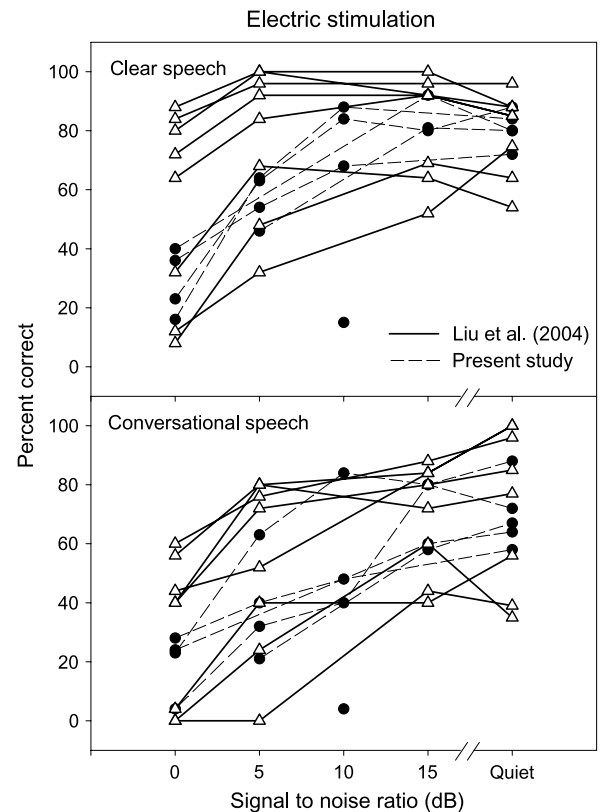 Electric stimulation
Clear speech
100
80
60
40
20
0
Liu et al. (2004)
Present study
Percent correct
Conversational speech
100
80
60
40
20
0
0 5 10 15 Quiet
Signal to noise ratio (dB)